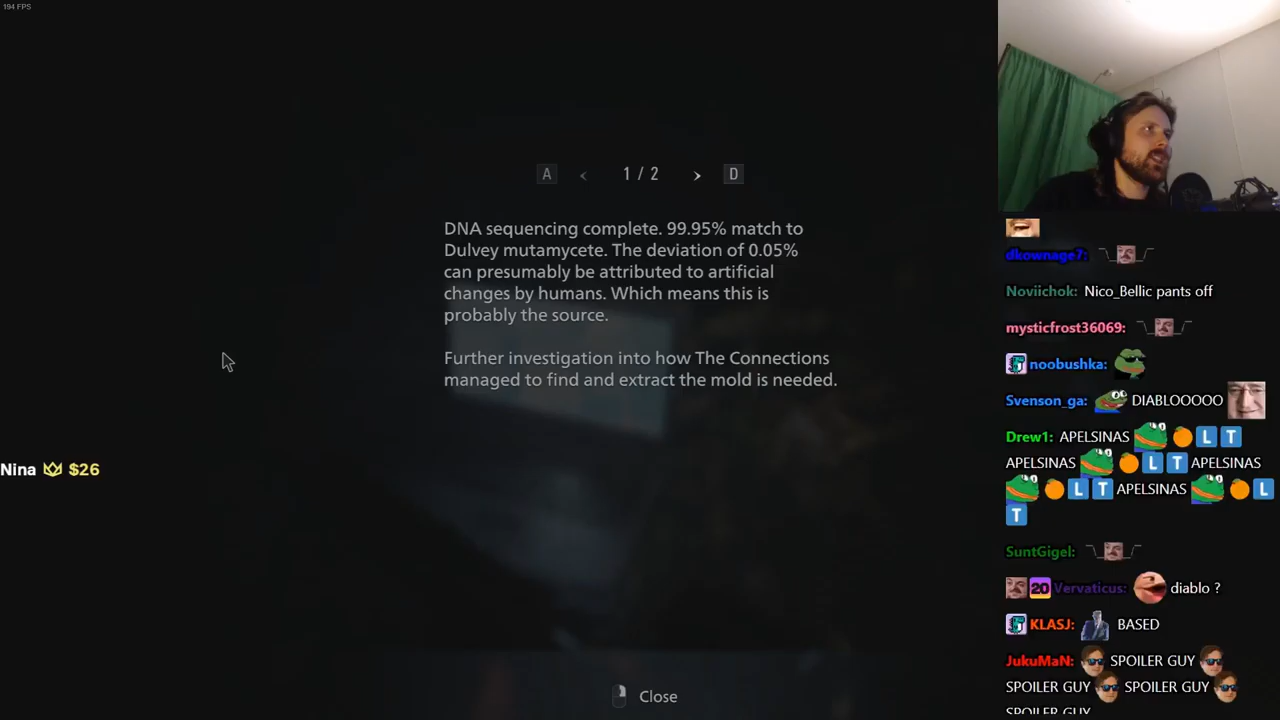 194 FPS
A < 1 / 2 > D
DNA sequencing complete. 99.95% match to
Dulvey mutamycete. The deviation of 0.05%
can presumably be attributed to artificial
changes by humans. Which means this is
probably the source.
Further investigation into how The Connections
managed to find and extract the mold is needed.
Nina $26
Close
dkownage7:
Noviichok: Nico_Bellic pants off
mysticfrost36069:
noobushka:
Svenson_ga: DIABLOOOOO
Drew1: APELSINAS L T
APELSINAS L T APELSINAS
L T APELSINAS L
T
SuntGigel:
20 Vervaticus: diablo ?
KLASJ: BASED
JukuMaN: SPOILER GUY
SPOILER GUY SPOILER GUY
SPOILER GUY